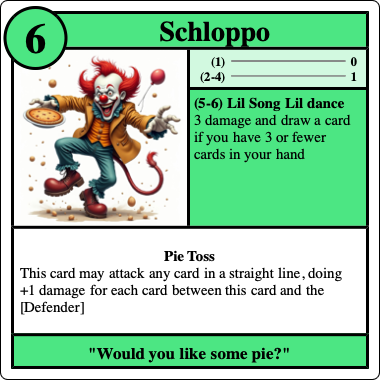 6
Schloppo
(1) 0
(2-4) 1
(5-6) Lil Song Lil dance
3 damage and draw a card
if you have 3 or fewer
cards in your hand
Pie Toss
This card may attack any card in a straight line, doing
+1 damage for each card between this card and the
[Defender]
"Would you like some pie?"